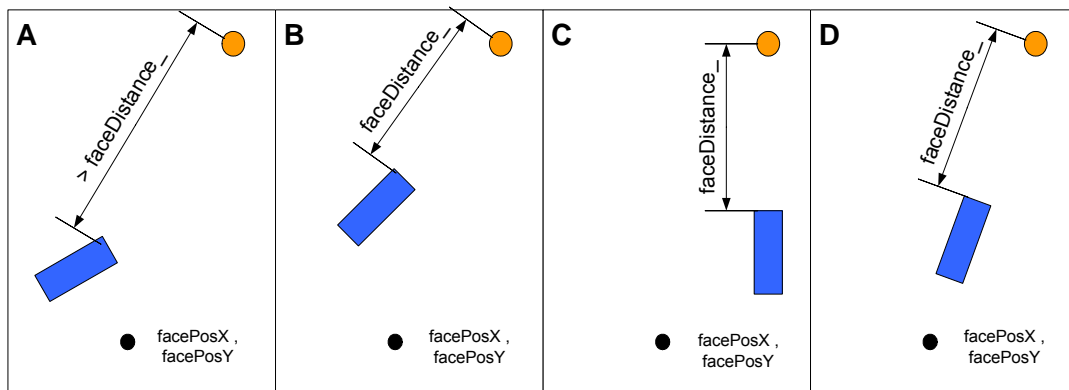 A
> faceDistance_
facePosX ,
facePosY
B
faceDistance_
facePosX ,
facePosY
C
faceDistance_
facePosX ,
facePosY
D
faceDistance_
facePosX ,
facePosY